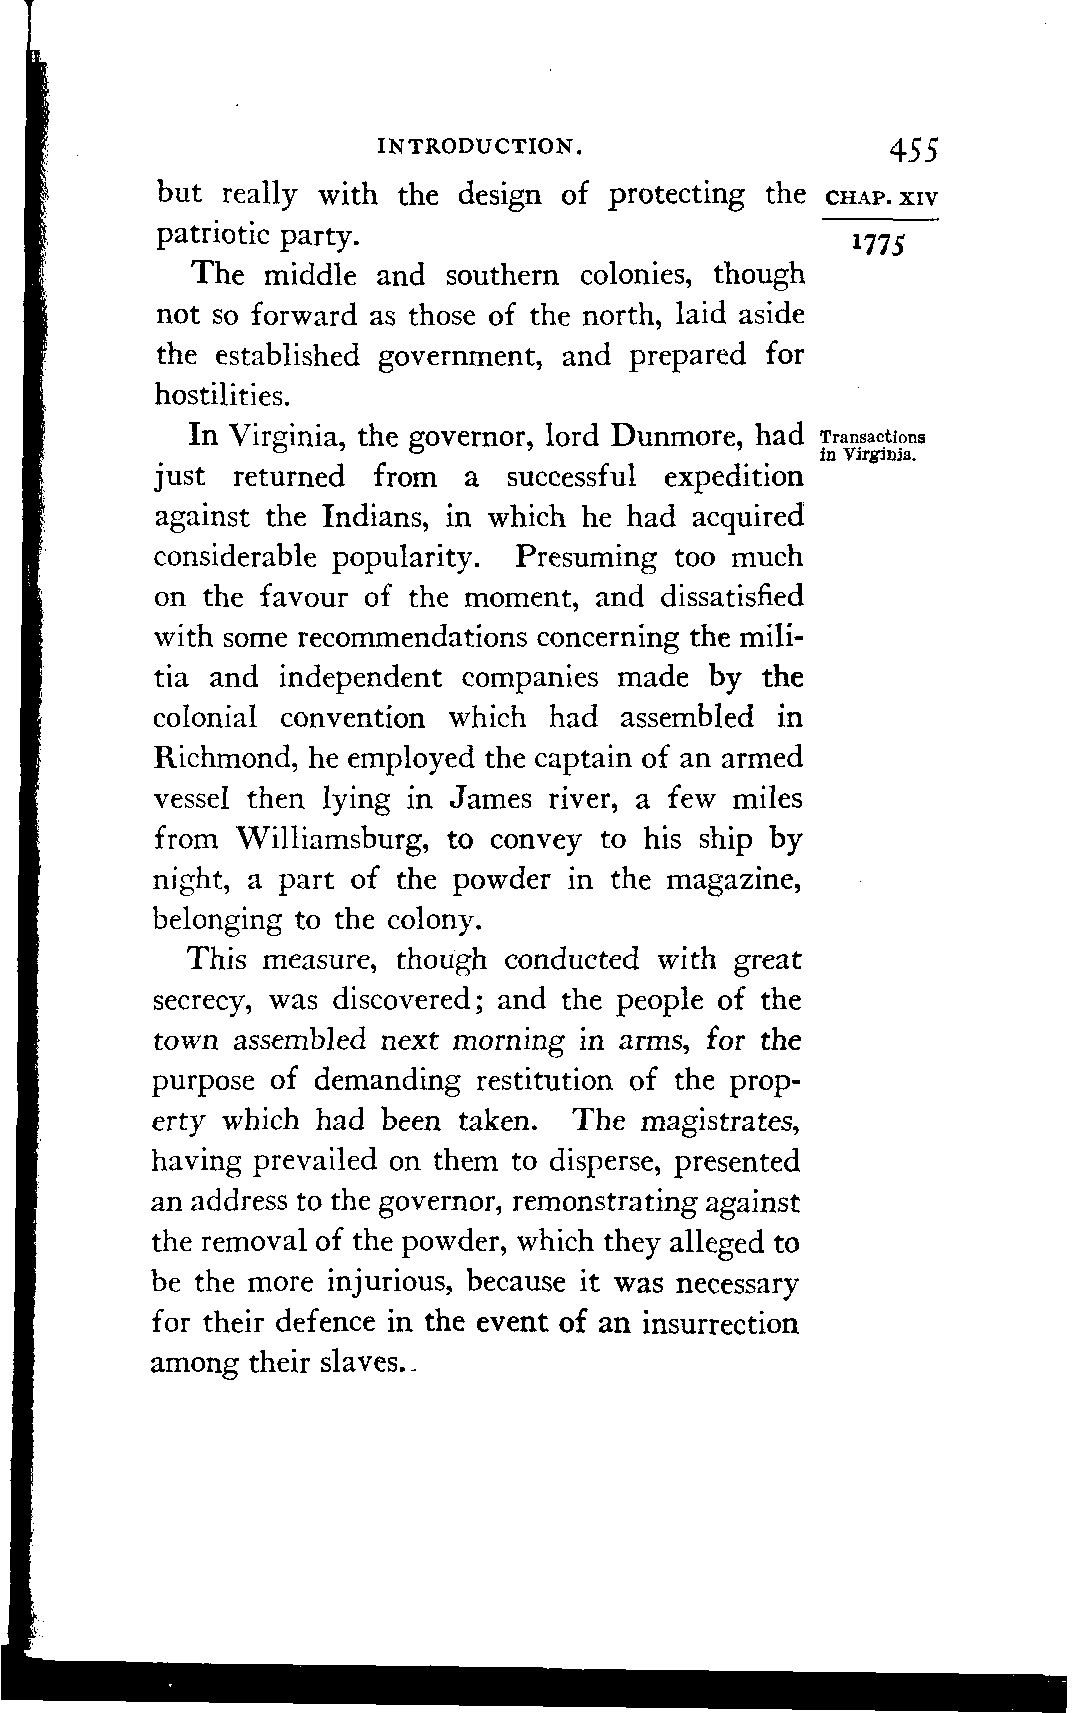 INTRODUCTION. 455
but really with the design of protecting the CHAP. XIV
patriotic party. 1775
The middle and southern colonies, though
not so forward as those of the north, laid aside
the established government, and prepared for
hostilities.
In Virginia, the governor, lord Dunmore, had Transactions in Virginia.
just returned from a successful expedition
against the Indians, in which he had acquired
considerable popularity. Presuming too much
on the favour of the moment, and dissatisfied
with some recommendations concerning the mili-
tia and independent companies made by the
colonial convention which had assembled in
Richmond, he employed the captain of an armed
vessel then lying in James river, a few miles
from Williamsburg, to convey to his ship by
night, a part of the powder in the magazine,
belonging to the colony.
This measure, though conducted with great
secrecy, was discovered; and the people of the
town assembled next morning in arms, for the
purpose of demanding restitution of the prop-
erty which had been taken. The magistrates,
having prevailed on them to disperse, presented
an address to the governor, remonstrating against
the removal of the powder, which they alleged to
be the more injurious, because it was necessary
for their defence in the event of an insurrection
among their slaves.